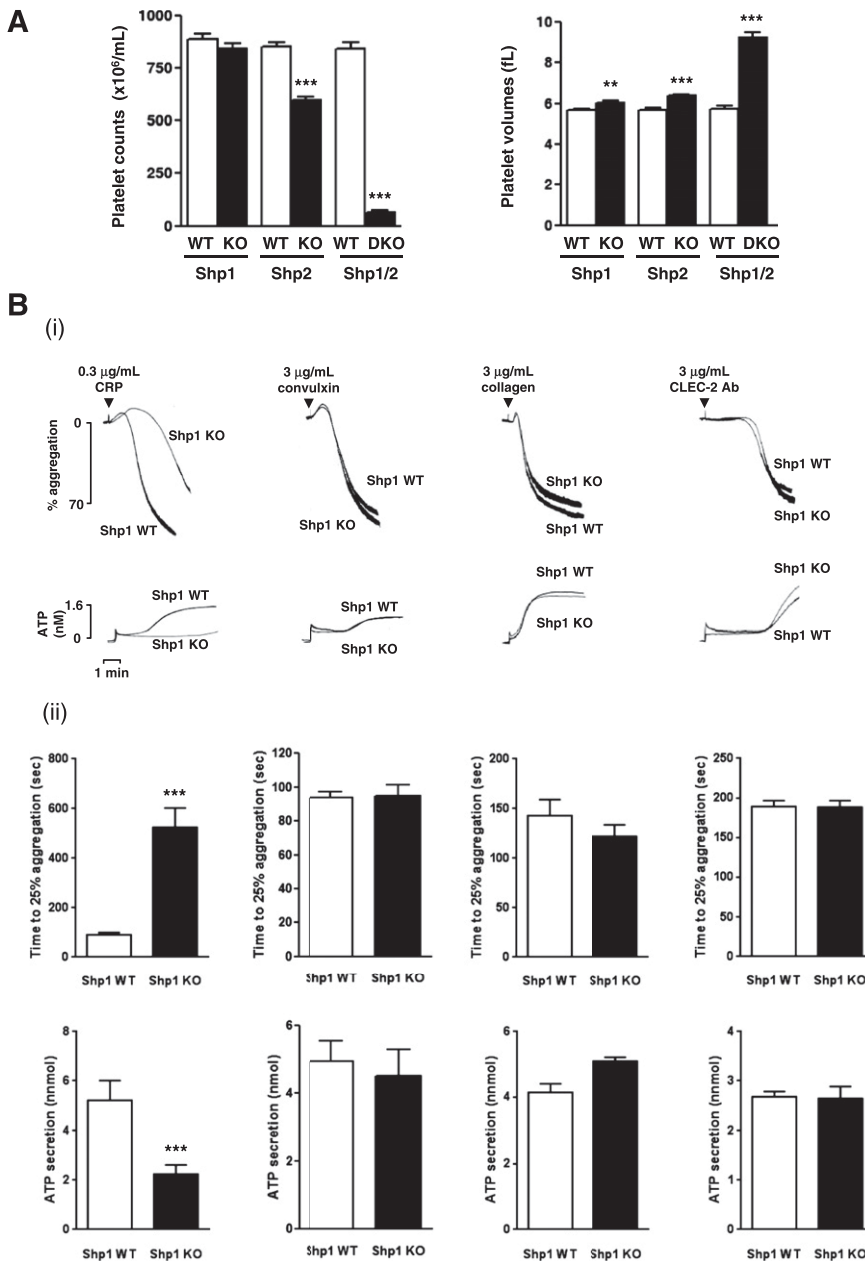 A
Platelet counts (x10⁶/mL)
1000
750
500
250
0
***
***
WT KO WT KO WT DKO
Shp1 Shp2 Shp1/2
Platelet volumes (fL)
10
8
6
4
2
0
**
***
***
WT KO WT KO WT DKO
Shp1 Shp2 Shp1/2
B
(i)
0.3 µg/mL
CRP
3 µg/mL
convulxin
3 µg/mL
collagen
3 µg/mL
CLEC-2 Ab
% aggregation
0
70
Shp1 KO
Shp1 WT
Shp1 WT
Shp1 KO
Shp1 KO
Shp1 WT
Shp1 WT
Shp1 KO
ATP
(nM)
1.6
0
Shp1 WT
Shp1 KO
1 min
Shp1 WT
Shp1 KO
Shp1 WT
Shp1 KO
Shp1 KO
Shp1 WT
(ii)
Time to 25% aggregation (sec)
800
600
400
200
0
***
Shp1 WT Shp1 KO
Time to 25% aggregation (sec)
120
100
80
60
40
20
0
Shp1 WT Shp1 KO
Time to 25% aggregation (sec)
200
150
100
50
0
Shp1 WT Shp1 KO
Time to 25% aggregation (sec)
250
200
150
100
50
0
Shp1 WT Shp1 KO
ATP secretion (nnmol)
8
6
4
2
0
***
Shp1 WT Shp1 KO
ATP secretion (nnmol)
6
4
2
0
Shp1 WT Shp1 KO
ATP secretion (nnmol)
6
4
2
0
Shp1 WT Shp1 KO
ATP secretion (nnmol)
4
3
2
1
0
Shp1 WT Shp1 KO